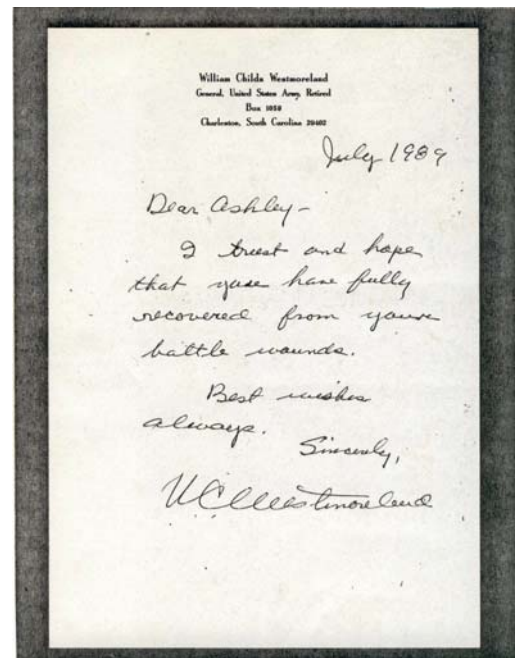 William Childs Westmoreland
General, United States Army, Retired
Box 1059
Charleston, South Carolina 29402
July 1989
Dear Ashley-
I trust and hope
that you have fully
recovered from your
battle wounds.
Best wishes
always.
Sincerely,
WCWestmoreland